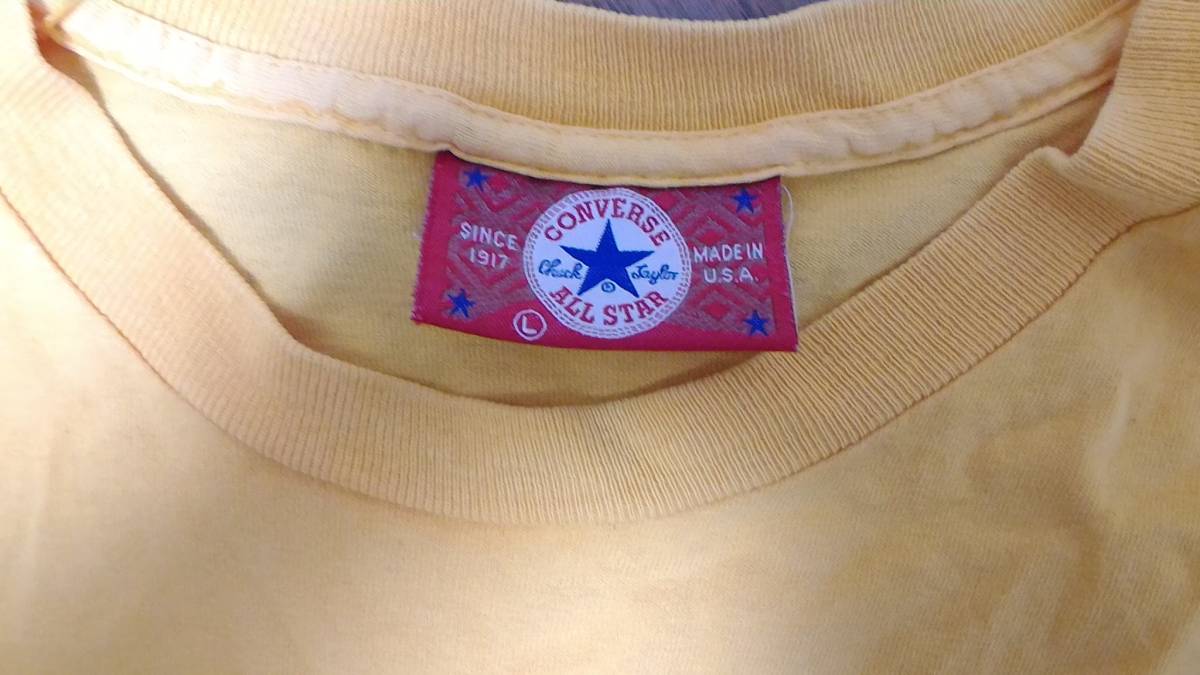 SINCE
1917
CONVERSE
Chuck Taylor
ALL STAR
MADE IN
U.S.A.
L